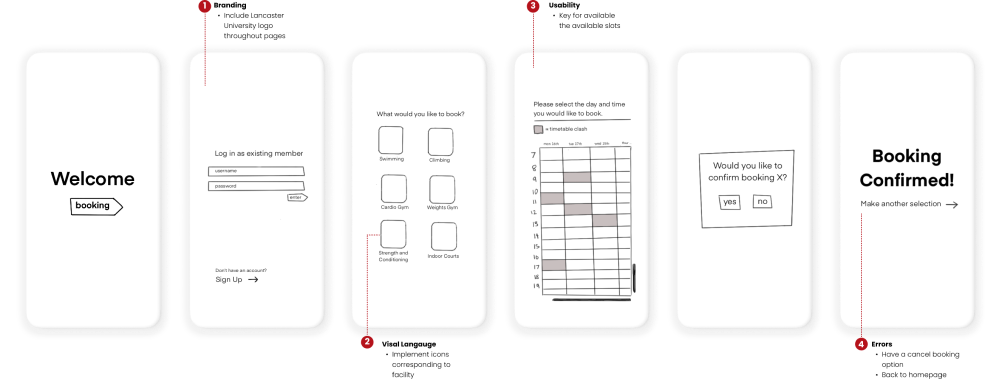 1 Branding
• Include Lancaster
University logo
throughout pages
3 Usability
• Key for available
the available slots
Welcome
booking
Log in as existing member
username
password
enter
Don't have an account?
Sign Up →
What would you like to book?
Swimming
Climbing
Cardio Gym
Weights Gym
Strength and
Conditioning
Indoor Courts
Please select the day and time
you would like to book.
= timetable clash
mon 16th tue 17th wed 18th thu
7
8
9
10
11
12
13
14
15
16
17
18
19
Would you like to
confirm booking X?
yes no
Booking
Confirmed!
Make another selection →
2 Visal Langauge
• Implement icons
corresponding to
facility
4 Errors
• Have a cancel booking
option
• Back to homepage